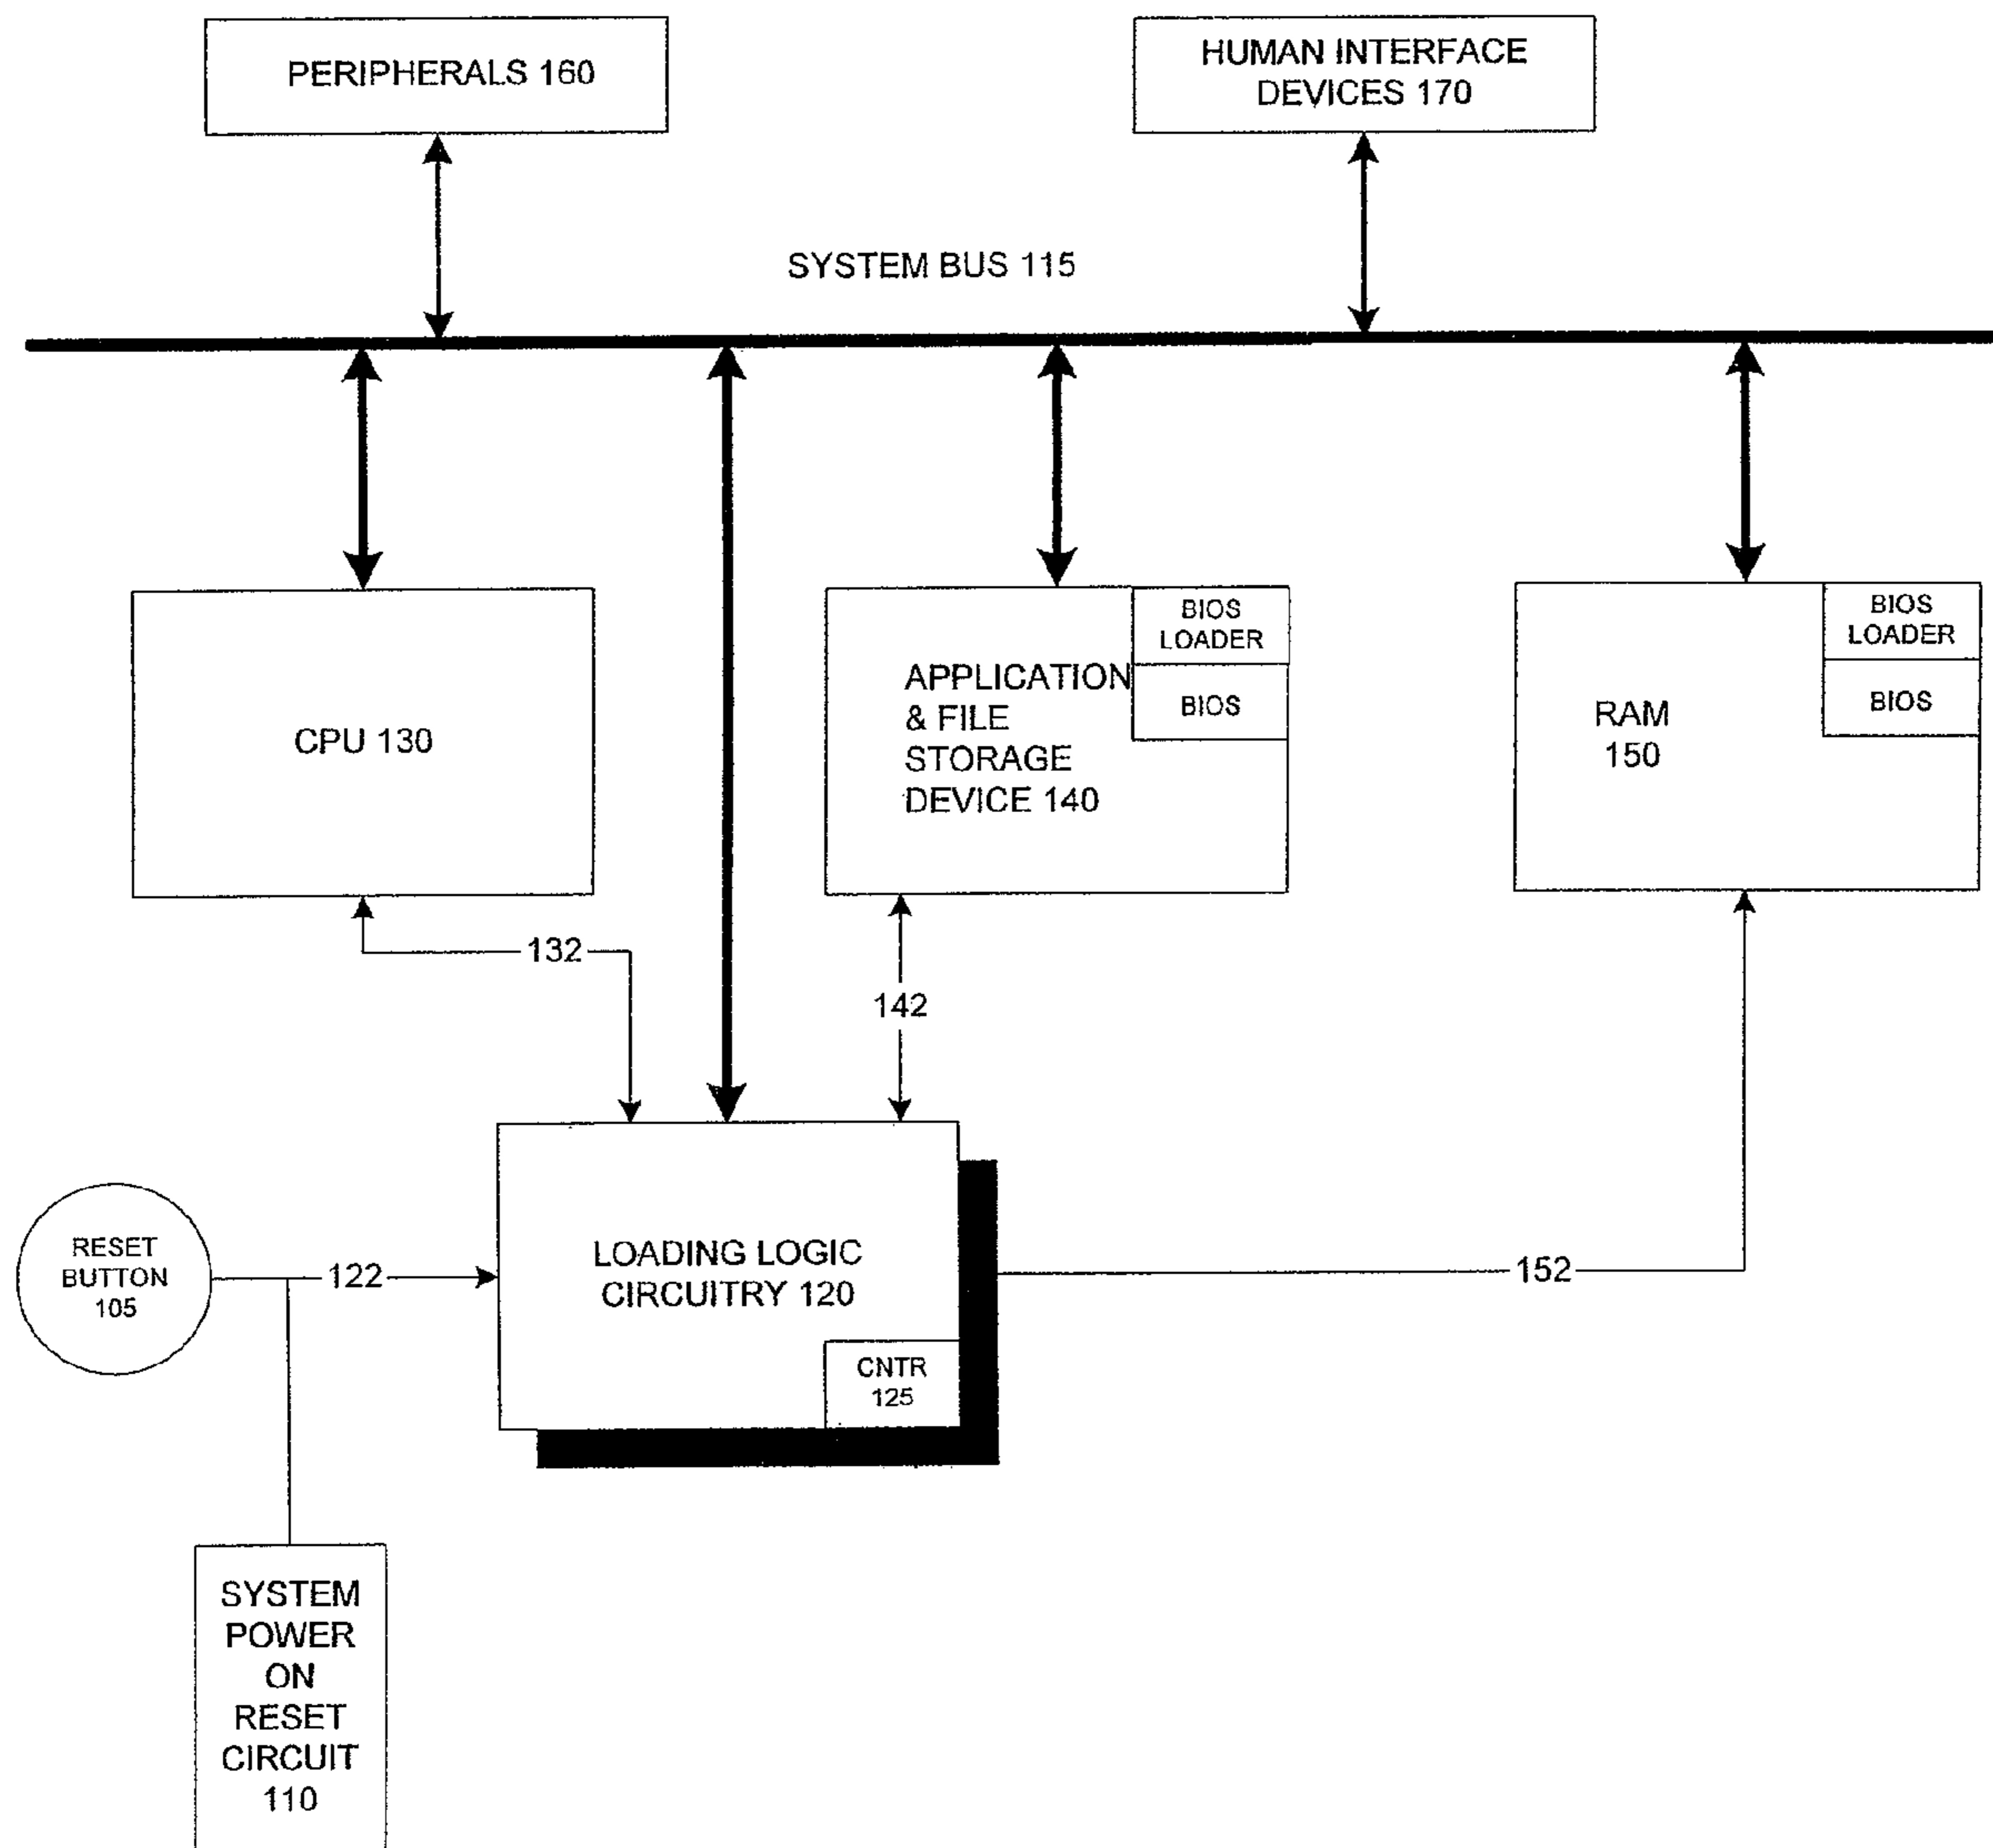 PERIPHERALS 160
HUMAN INTERFACE
DEVICES 170
SYSTEM BUS 115
CPU 130
APPLICATION
& FILE
STORAGE
DEVICE 140
BIOS
LOADER
BIOS
RAM
150
BIOS
LOADER
BIOS
132
142
RESET
BUTTON
105
122
LOADING LOGIC
CIRCUITRY 120
CNTR
125
152
SYSTEM
POWER
ON
RESET
CIRCUIT
110